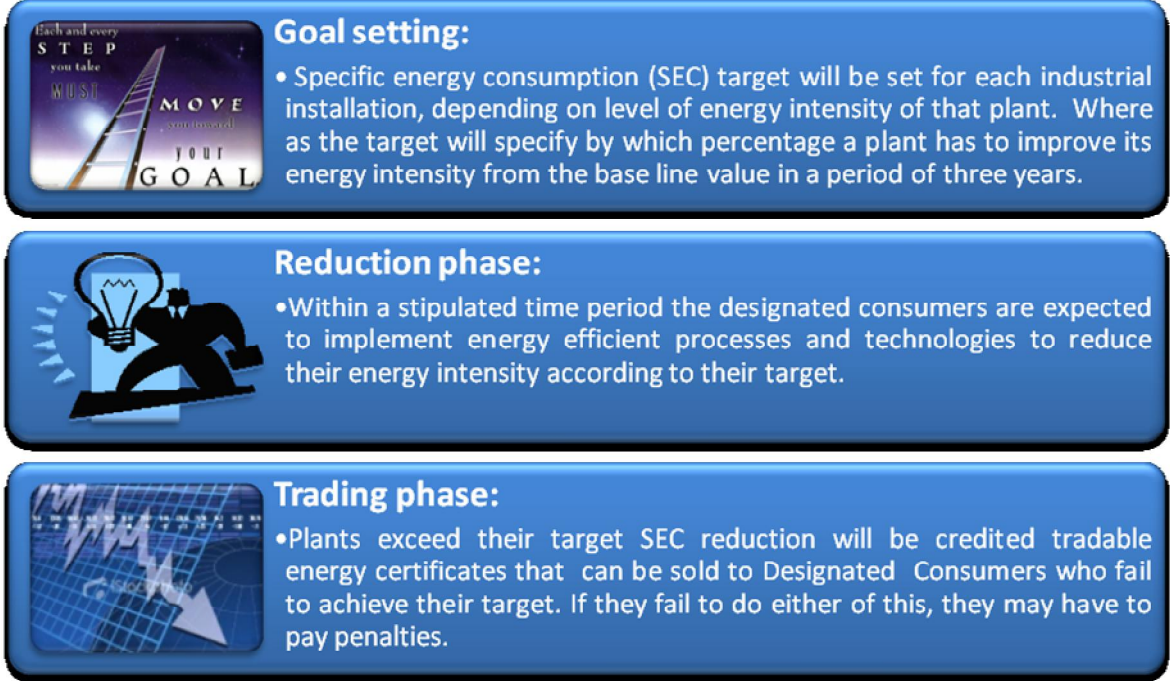 Each and every
STEP
you take
MUST
MOVE
you toward
your
GOAL
Goal setting:
• Specific energy consumption (SEC) target will be set for each industrial
installation, depending on level of energy intensity of that plant. Where
as the target will specify by which percentage a plant has to improve its
energy intensity from the base line value in a period of three years.
Reduction phase:
•Within a stipulated time period the designated consumers are expected
to implement energy efficient processes and technologies to reduce
their energy intensity according to their target.
Trading phase:
•Plants exceed their target SEC reduction will be credited tradable
energy certificates that can be sold to Designated Consumers who fail
to achieve their target. If they fail to do either of this, they may have to
pay penalties.